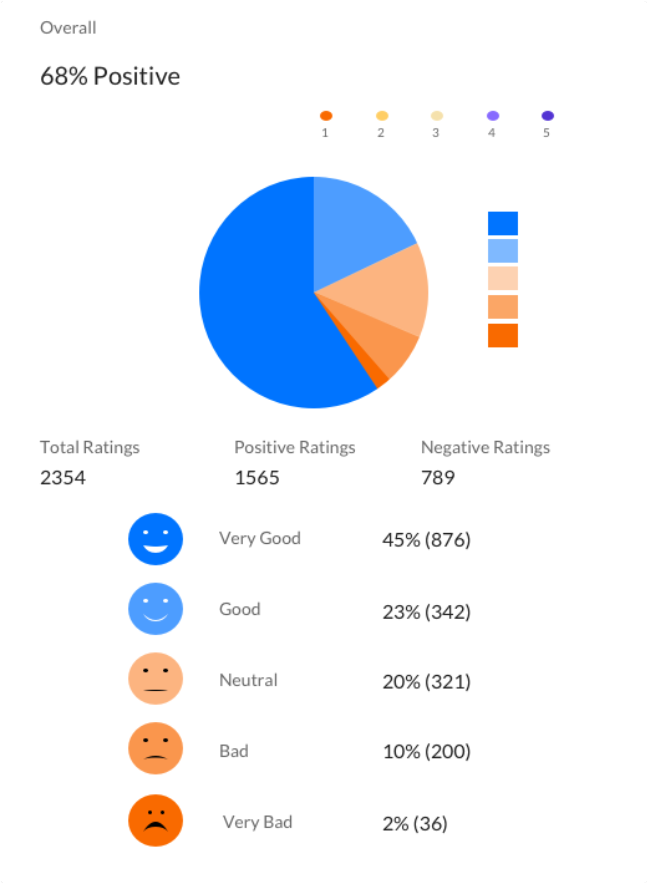 Overall
68% Positive
1 2 3 4 5
Total Ratings Positive Ratings Negative Ratings
2354 1565 789
Very Good 45% (876)
Good 23% (342)
Neutral 20% (321)
Bad 10% (200)
Very Bad 2% (36)